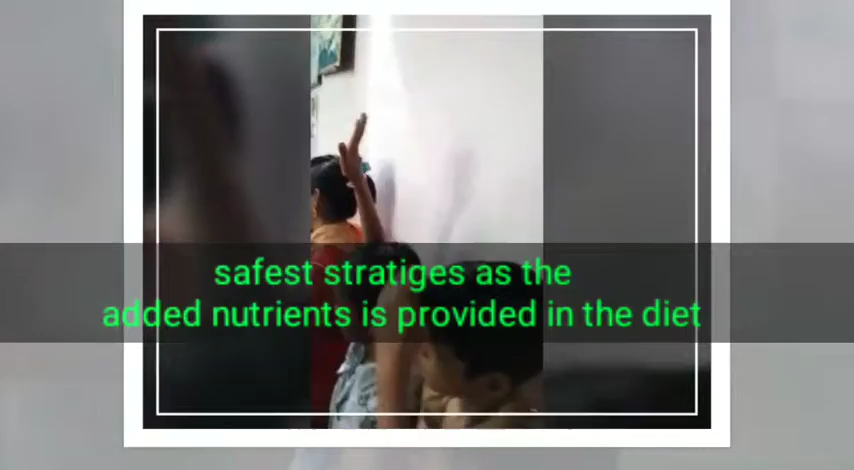 safest stratiges as the
added nutrients is provided in the diet